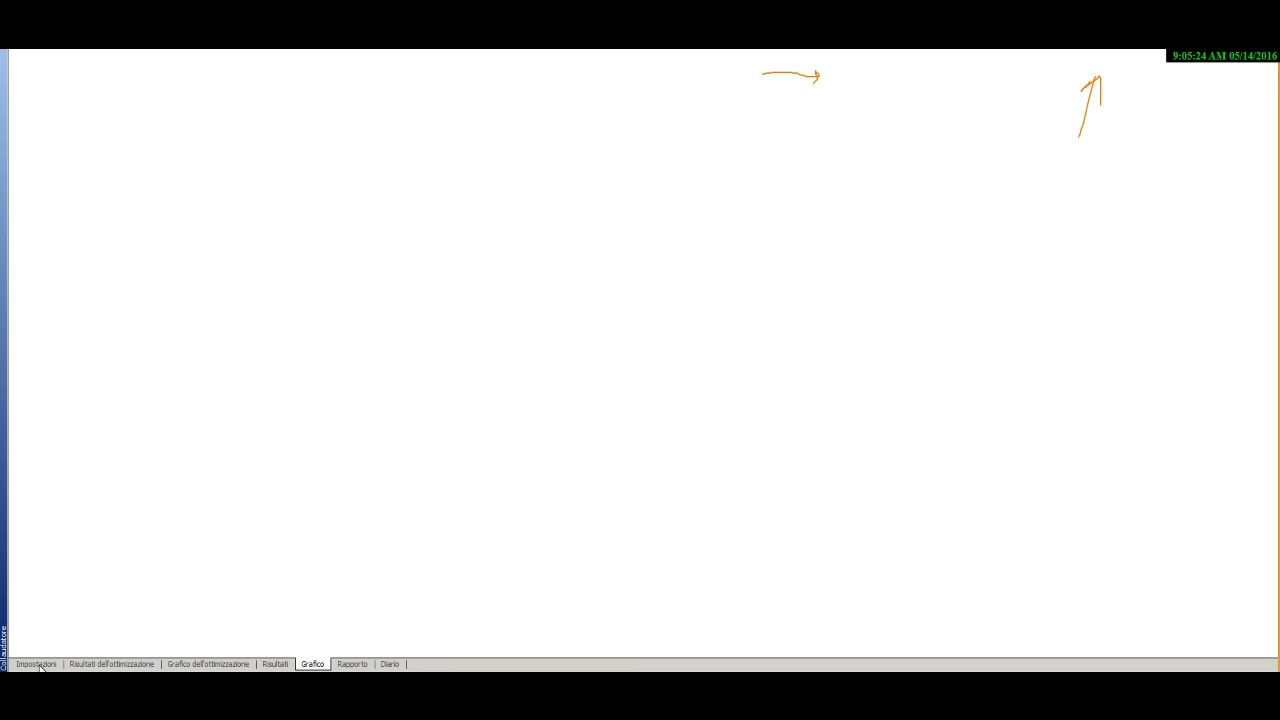 9:05:24 AM 05/14/2016
Collaudatore
Impostazioni | Risultati dell'ottimizzazione | Grafico dell'ottimizzazione | Risultati | Grafico | Rapporto | Diario |